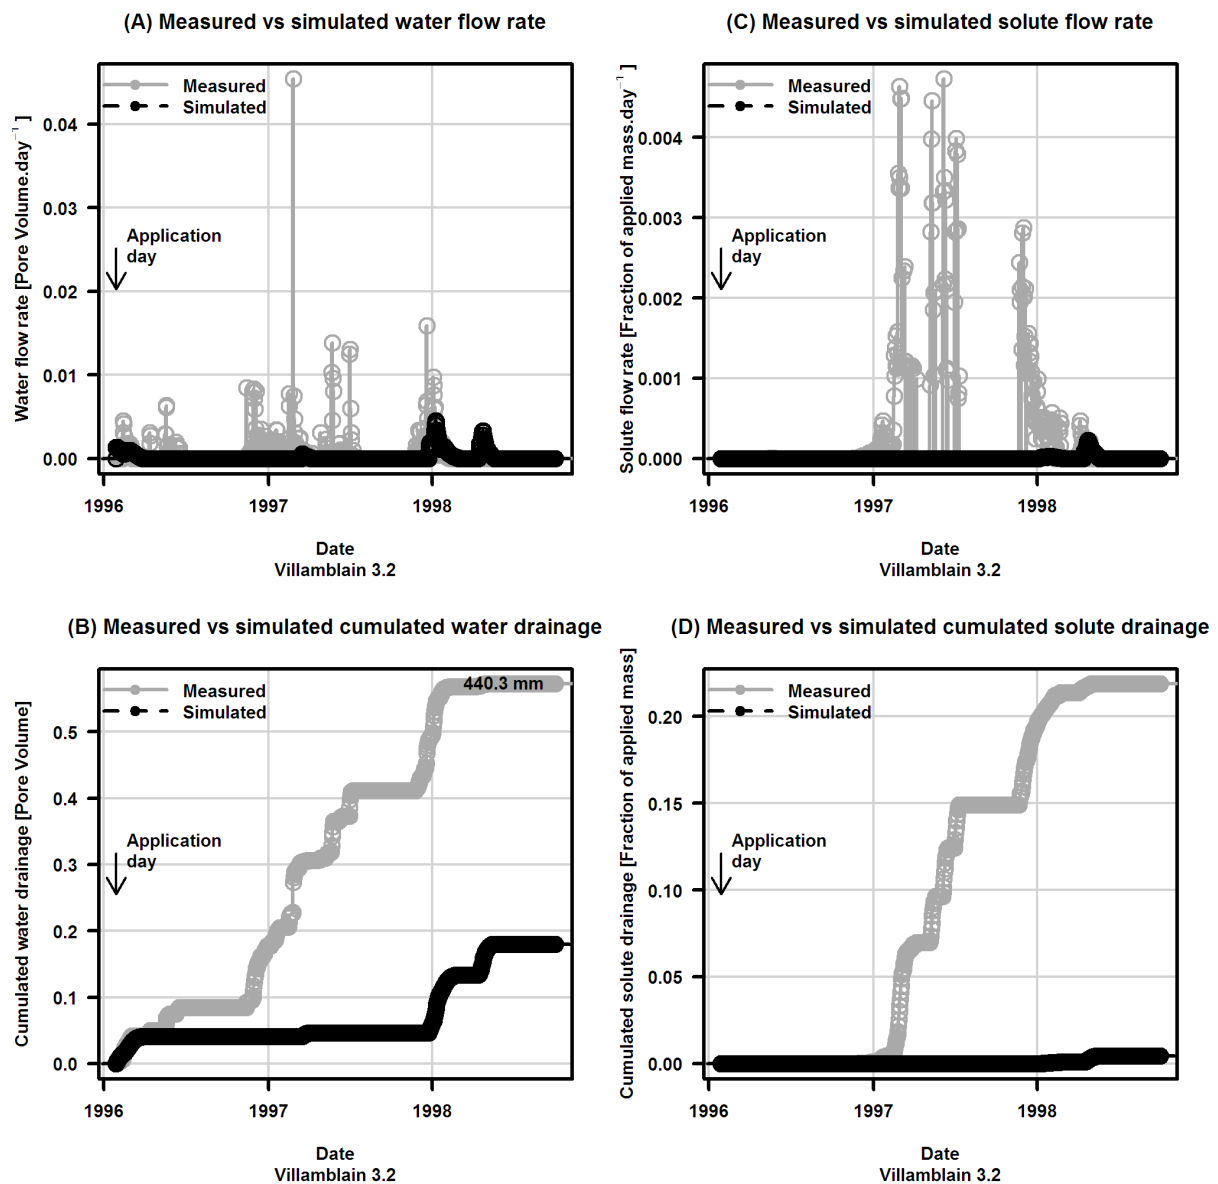 (A) Measured vs simulated water flow rate
Water flow rate [Pore Volume.day⁻¹ ]
Measured
Simulated
0.04
0.03
0.02
0.01
0.00
Application
day
1996
1997
1998
Date
Villamblain 3.2
(C) Measured vs simulated solute flow rate
Solute flow rate [Fraction of applied mass.day⁻¹ ]
Measured
Simulated
0.004
0.003
0.002
0.001
0.000
Application
day
1996
1997
1998
Date
Villamblain 3.2
(B) Measured vs simulated cumulated water drainage
Cumulated water drainage [Pore Volume]
Measured
Simulated
440.3 mm
0.5
0.4
0.3
0.2
0.1
0.0
Application
day
1996
1997
1998
Date
Villamblain 3.2
(D) Measured vs simulated cumulated solute drainage
Cumulated solute drainage [Fraction of applied mass]
Measured
Simulated
0.20
0.15
0.10
0.05
0.00
Application
day
1996
1997
1998
Date
Villamblain 3.2